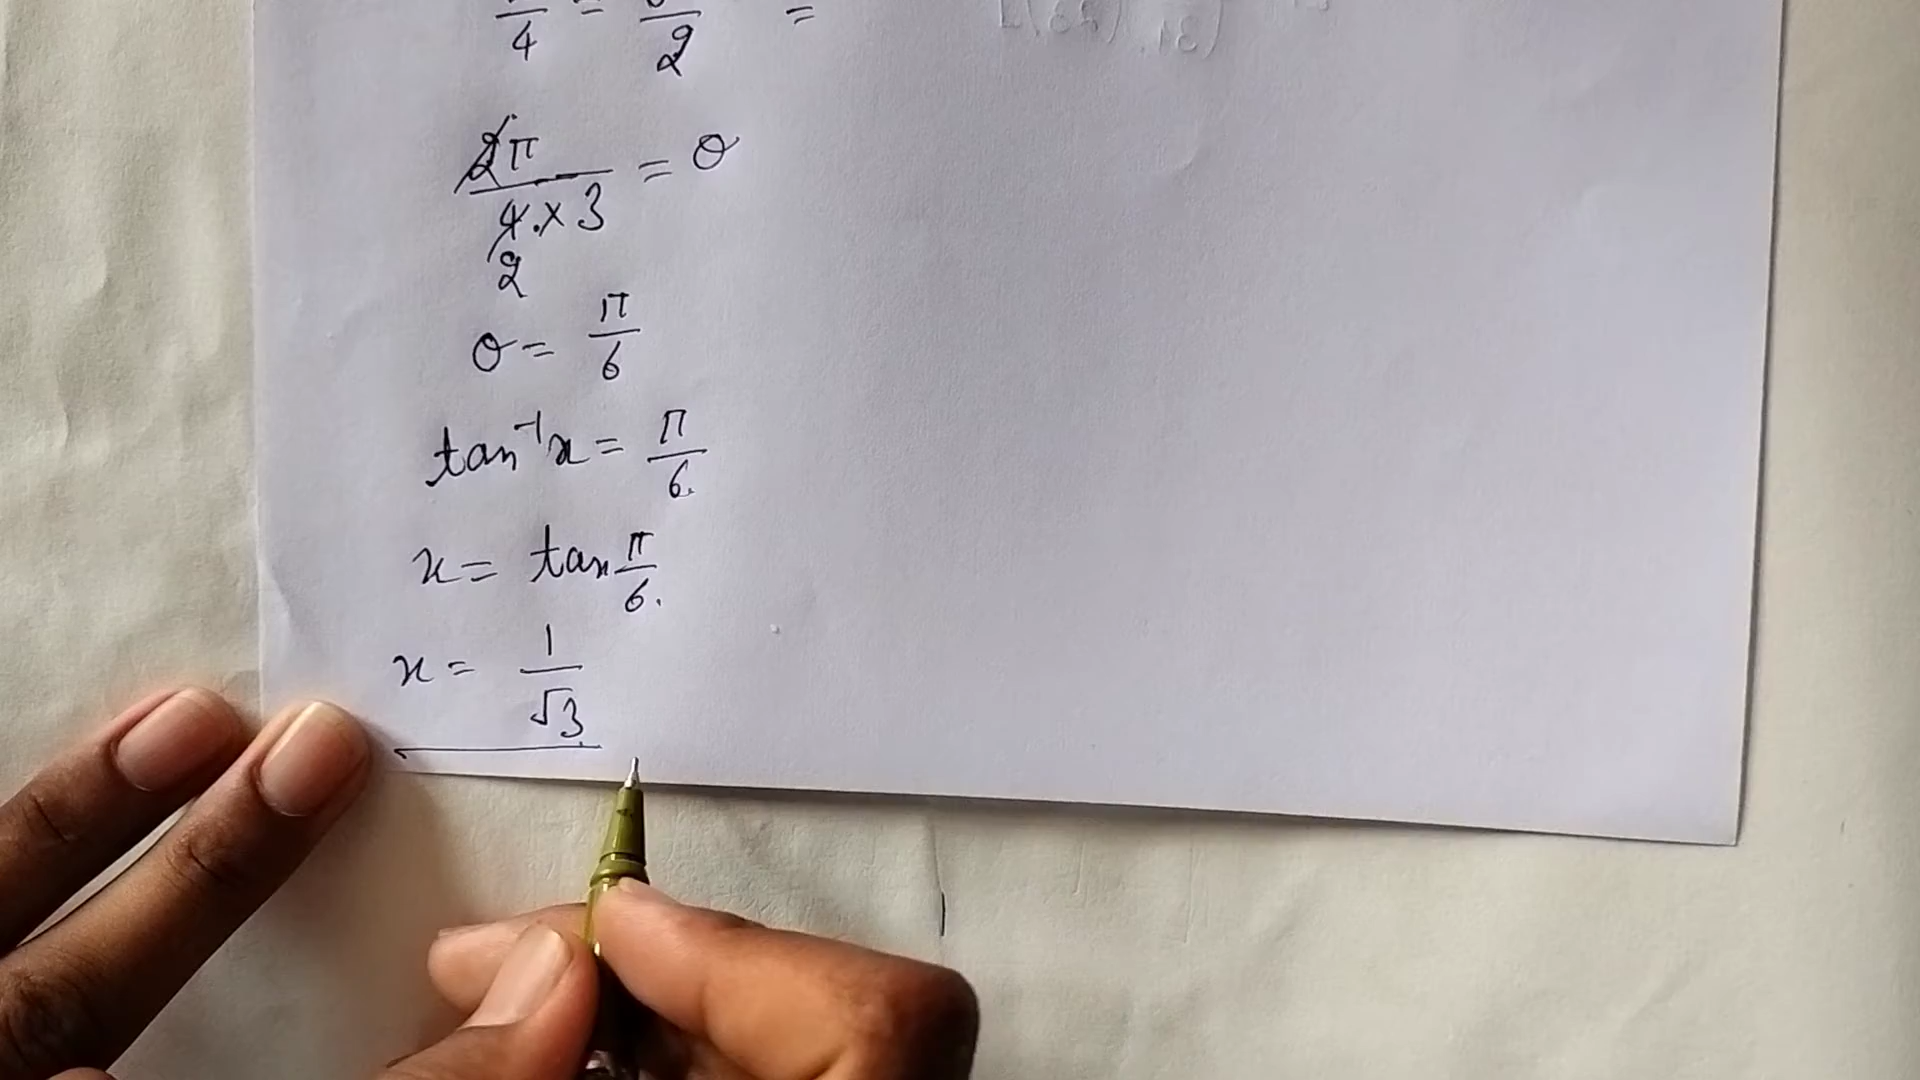 4 = 2 =
2π / 4 . × 3 = θ
2
θ = π / 6
tan⁻¹x = π / 6.
x = tan π / 6.
x = 1 / √3